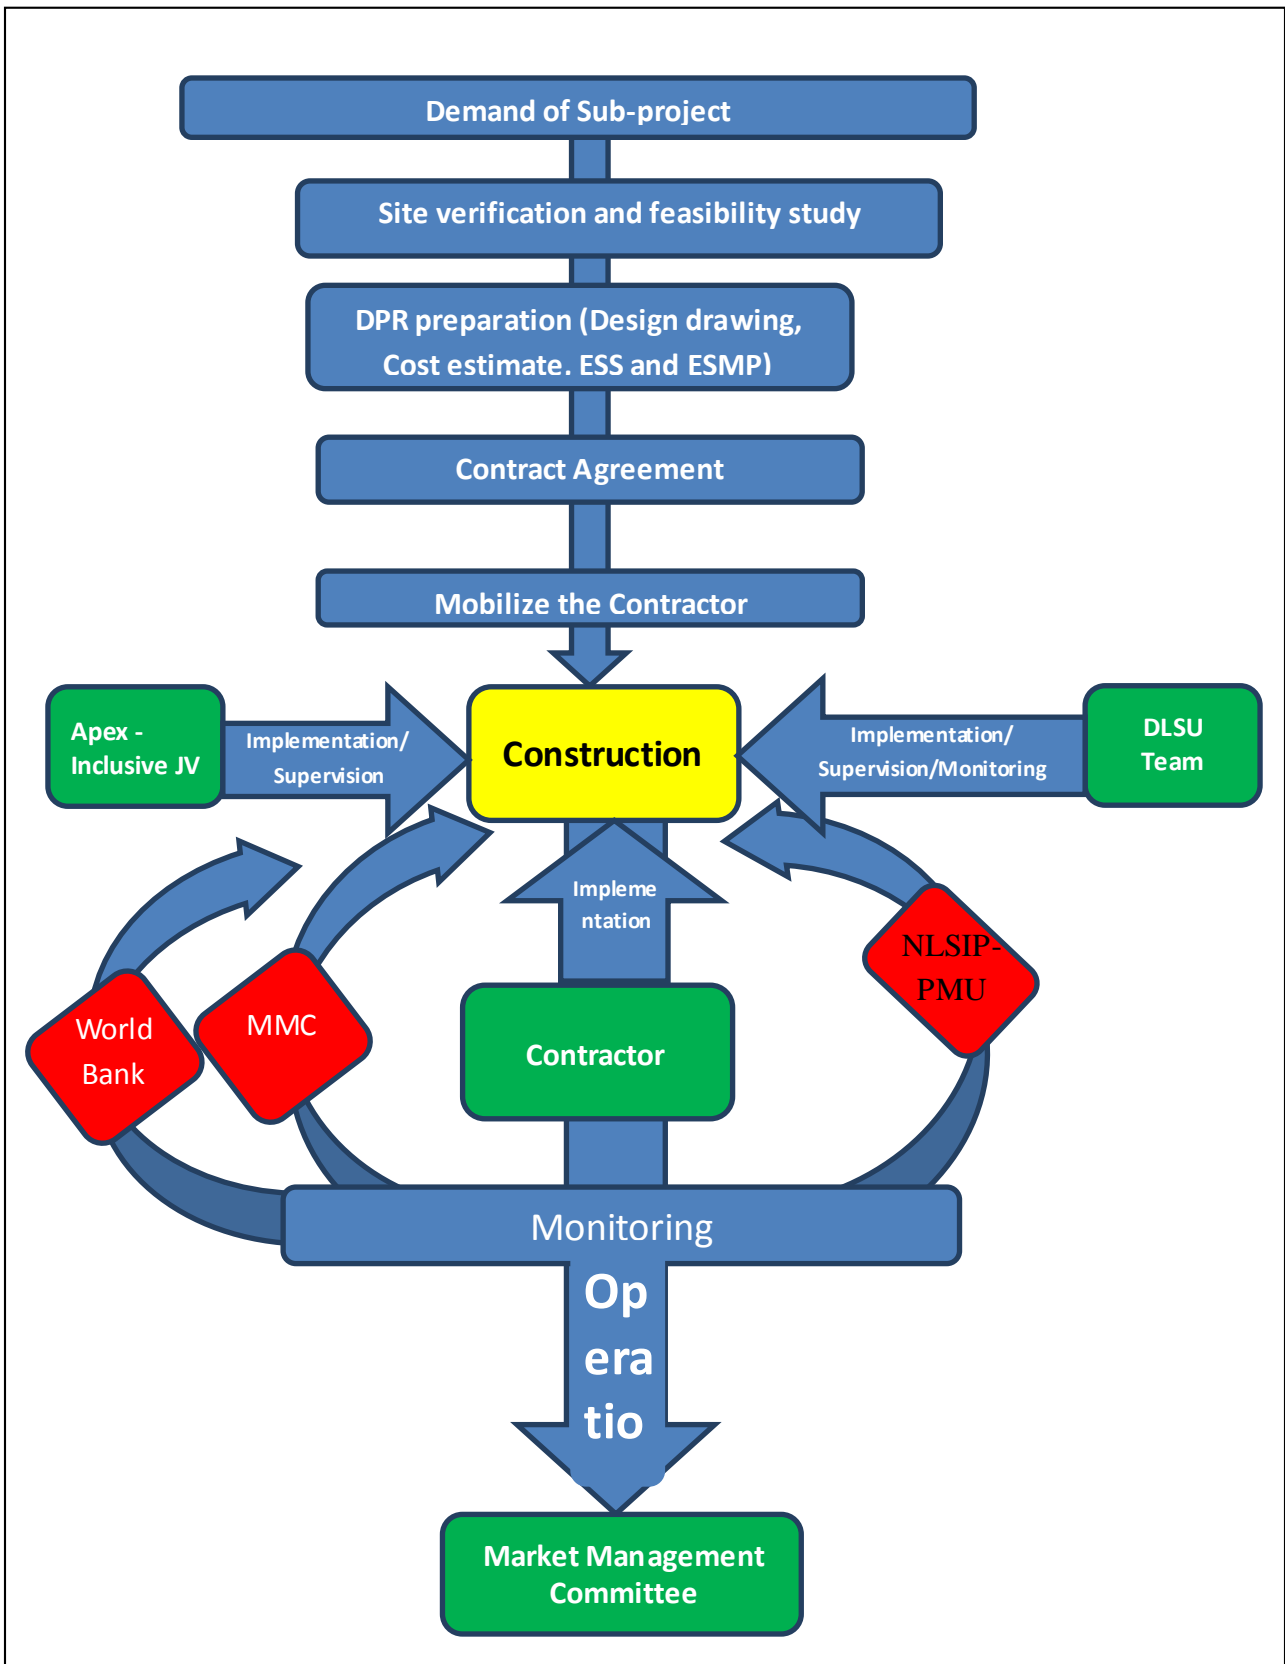 Demand of Sub-project
Site verification and feasibility study
DPR preparation (Design drawing,
Cost estimate. ESS and ESMP)
Contract Agreement
Mobilize the Contractor
Apex -
Inclusive JV
Implementation/
Supervision
Construction
Implementation/
Supervision/Monitoring
DLSU
Team
Impleme
ntation
NLSIP-
PMU
World
Bank
MMC
Contractor
Monitoring
Op
era
tio
Market Management
Committee